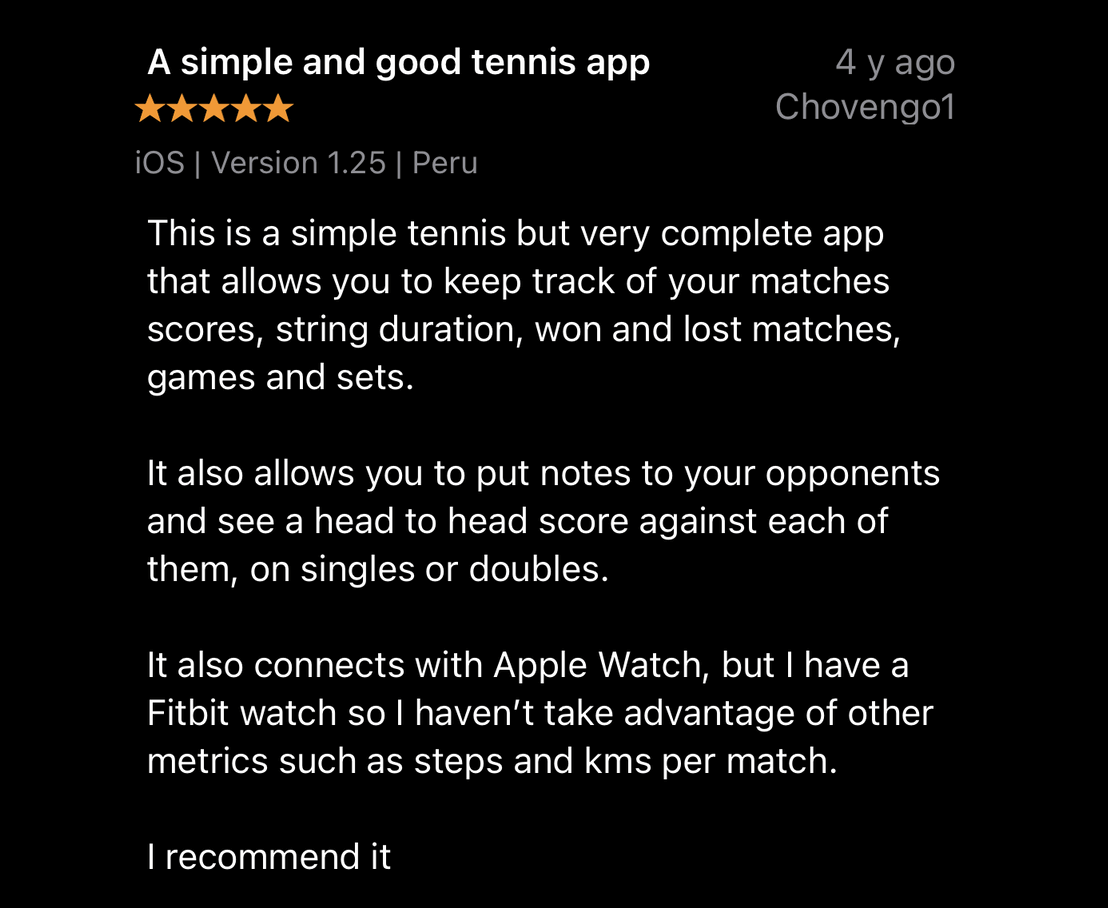 A simple and good tennis app
4 y ago
★★★★★
Chovengo1
iOS | Version 1.25 | Peru
This is a simple tennis but very complete app
that allows you to keep track of your matches
scores, string duration, won and lost matches,
games and sets.
It also allows you to put notes to your opponents
and see a head to head score against each of
them, on singles or doubles.
It also connects with Apple Watch, but I have a
Fitbit watch so I haven’t take advantage of other
metrics such as steps and kms per match.
I recommend it